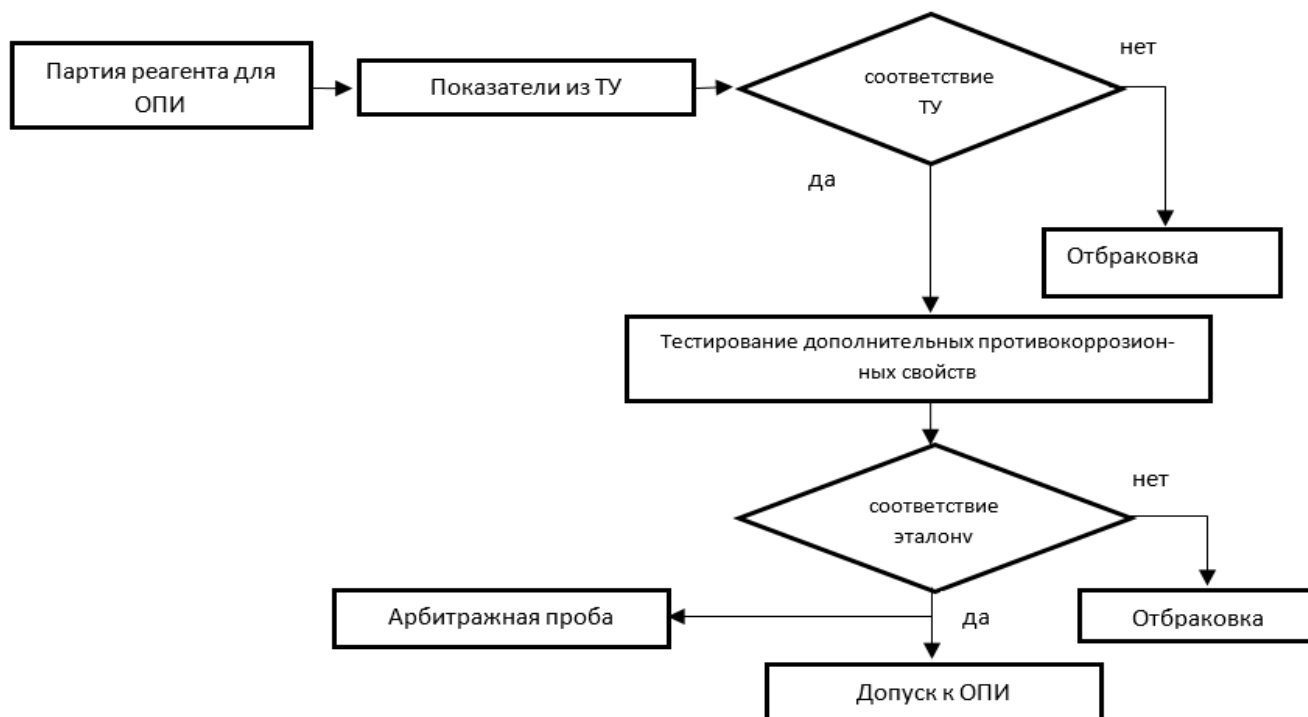 Партия реагента для
ОПИ
Показатели из ТУ
соответствие
ТУ
нет
да
Отбраковка
Тестирование дополнительных противокоррозион-
ных свойств
соответствие
эталону
нет
да
Арбитражная проба
Отбраковка
Допуск к ОПИ